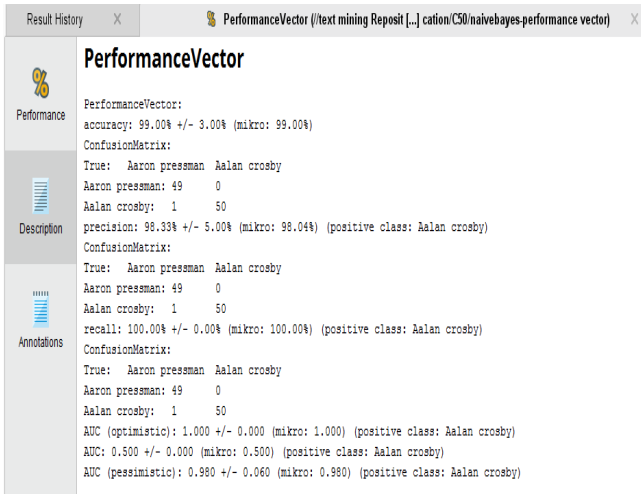 Result History X
% PerformanceVector (//text mining Reposit [...] cation/C50/naivebayes-performance vector) X
%
Performance
Description
Annotations
PerformanceVector
PerformanceVector:
accuracy: 99.00% +/- 3.00% (mikro: 99.00%)
ConfusionMatrix:
True: Aaron pressman Aalan crosby
Aaron pressman: 49 0
Aalan crosby: 1 50
precision: 98.33% +/- 5.00% (mikro: 98.04%) (positive class: Aalan crosby)
ConfusionMatrix:
True: Aaron pressman Aalan crosby
Aaron pressman: 49 0
Aalan crosby: 1 50
recall: 100.00% +/- 0.00% (mikro: 100.00%) (positive class: Aalan crosby)
ConfusionMatrix:
True: Aaron pressman Aalan crosby
Aaron pressman: 49 0
Aalan crosby: 1 50
AUC (optimistic): 1.000 +/- 0.000 (mikro: 1.000) (positive class: Aalan crosby)
AUC: 0.500 +/- 0.000 (mikro: 0.500) (positive class: Aalan crosby)
AUC (pessimistic): 0.980 +/- 0.060 (mikro: 0.980) (positive class: Aalan crosby)